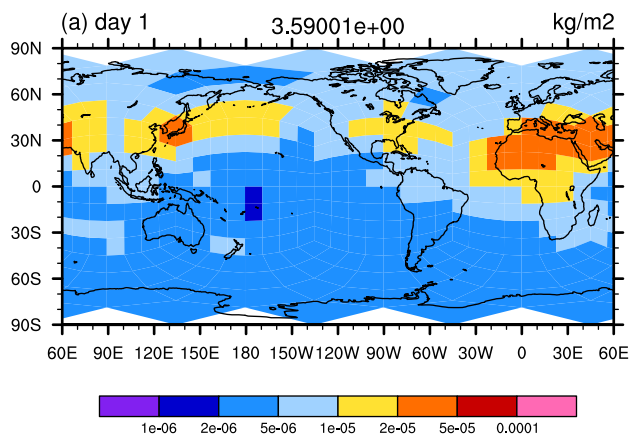 (a) day 1 3.59001e+00 kg/m2
90N
60N
30N
0
30S
60S
90S
60E 90E 120E 150E 180 150W 120W 90W 60W 30W 0 30E 60E
1e-06 2e-06 5e-06 1e-05 2e-05 5e-05 0.0001